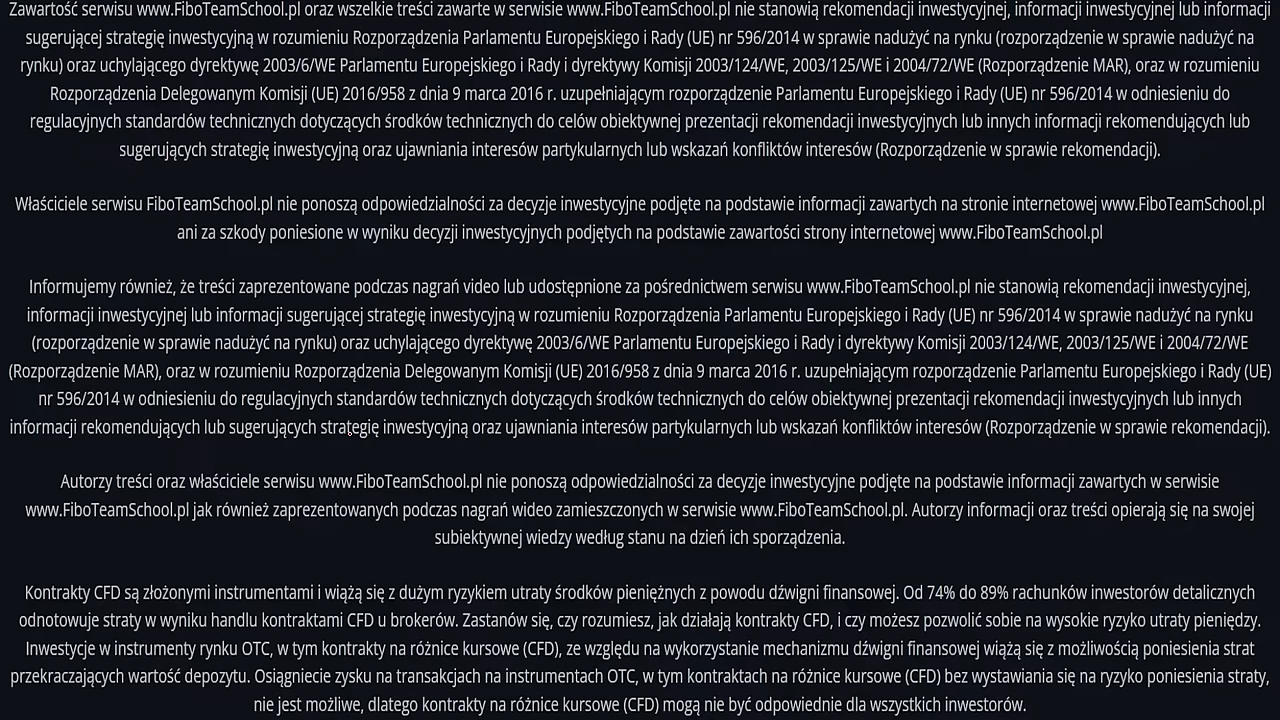 Zawartość serwisu www.FiboTeamSchool.pl oraz wszelkie treści zawarte w serwisie www.FiboTeamSchool.pl nie stanowią rekomendacji inwestycyjnej, informacji inwestycyjnej lub informacji
sugerującej strategię inwestycyjną w rozumieniu Rozporządzenia Parlamentu Europejskiego i Rady (UE) nr 596/2014 w sprawie nadużyć na rynku (rozporządzenie w sprawie nadużyć na
rynku) oraz uchylającego dyrektywę 2003/6/WE Parlamentu Europejskiego i Rady i dyrektywy Komisji 2003/124/WE, 2003/125/WE i 2004/72/WE (Rozporządzenie MAR), oraz w rozumieniu
Rozporządzenia Delegowanym Komisji (UE) 2016/958 z dnia 9 marca 2016 r. uzupełniającym rozporządzenie Parlamentu Europejskiego i Rady (UE) nr 596/2014 w odniesieniu do
regulacyjnych standardów technicznych dotyczących środków technicznych do celów obiektywnej prezentacji rekomendacji inwestycyjnych lub innych informacji rekomendujących lub
sugerujących strategię inwestycyjną oraz ujawniania interesów partykularnych lub wskazań konfliktów interesów (Rozporządzenie w sprawie rekomendacji).
Właściciele serwisu FiboTeamSchool.pl nie ponoszą odpowiedzialności za decyzje inwestycyjne podjęte na podstawie informacji zawartych na stronie internetowej www.FiboTeamSchool.pl
ani za szkody poniesione w wyniku decyzji inwestycyjnych podjętych na podstawie zawartości strony internetowej www.FiboTeamSchool.pl
Informujemy również, że treści zaprezentowane podczas nagrań video lub udostępnione za pośrednictwem serwisu www.FiboTeamSchool.pl nie stanowią rekomendacji inwestycyjnej,
informacji inwestycyjnej lub informacji sugerującej strategię inwestycyjną w rozumieniu Rozporządzenia Parlamentu Europejskiego i Rady (UE) nr 596/2014 w sprawie nadużyć na rynku
(rozporządzenie w sprawie nadużyć na rynku) oraz uchylającego dyrektywę 2003/6/WE Parlamentu Europejskiego i Rady i dyrektywy Komisji 2003/124/WE, 2003/125/WE i 2004/72/WE
(Rozporządzenie MAR), oraz w rozumieniu Rozporządzenia Delegowanym Komisji (UE) 2016/958 z dnia 9 marca 2016 r. uzupełniającym rozporządzenie Parlamentu Europejskiego i Rady (UE)
nr 596/2014 w odniesieniu do regulacyjnych standardów technicznych dotyczących środków technicznych do celów obiektywnej prezentacji rekomendacji inwestycyjnych lub innych
informacji rekomendujących lub sugerujących strategię inwestycyjną oraz ujawniania interesów partykularnych lub wskazań konfliktów interesów (Rozporządzenie w sprawie rekomendacji).
Autorzy treści oraz właściciele serwisu www.FiboTeamSchool.pl nie ponoszą odpowiedzialności za decyzje inwestycyjne podjęte na podstawie informacji zawartych w serwisie
www.FiboTeamSchool.pl jak również zaprezentowanych podczas nagrań wideo zamieszczonych w serwisie www.FiboTeamSchool.pl. Autorzy informacji oraz treści opierają się na swojej
subiektywnej wiedzy według stanu na dzień ich sporządzenia.
Kontrakty CFD są złożonymi instrumentami i wiążą się z dużym ryzykiem utraty środków pieniężnych z powodu dźwigni finansowej. Od 74% do 89% rachunków inwestorów detalicznych
odnotowuje straty w wyniku handlu kontraktami CFD u brokerów. Zastanów się, czy rozumiesz, jak działają kontrakty CFD, i czy możesz pozwolić sobie na wysokie ryzyko utraty pieniędzy.
Inwestycje w instrumenty rynku OTC, w tym kontrakty na różnice kursowe (CFD), ze względu na wykorzystanie mechanizmu dźwigni finansowej wiążą się z możliwością poniesienia strat
przekraczających wartość depozytu. Osiągniecie zysku na transakcjach na instrumentach OTC, w tym kontraktach na różnice kursowe (CFD) bez wystawiania się na ryzyko poniesienia straty,
nie jest możliwe, dlatego kontrakty na różnice kursowe (CFD) mogą nie być odpowiednie dla wszystkich inwestorów.